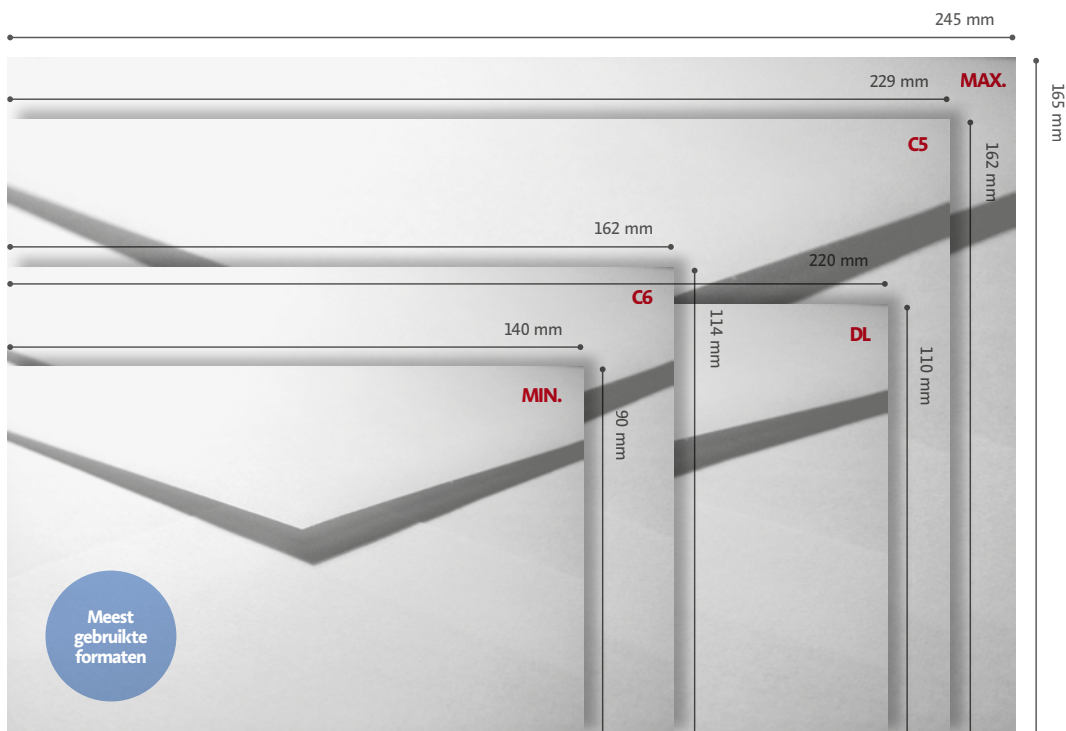 245 mm
MAX.
165 mm
229 mm
C5
162 mm
162 mm
220 mm
C6
114 mm
DL
110 mm
140 mm
MIN.
90 mm
Meest
gebruikte
formaten